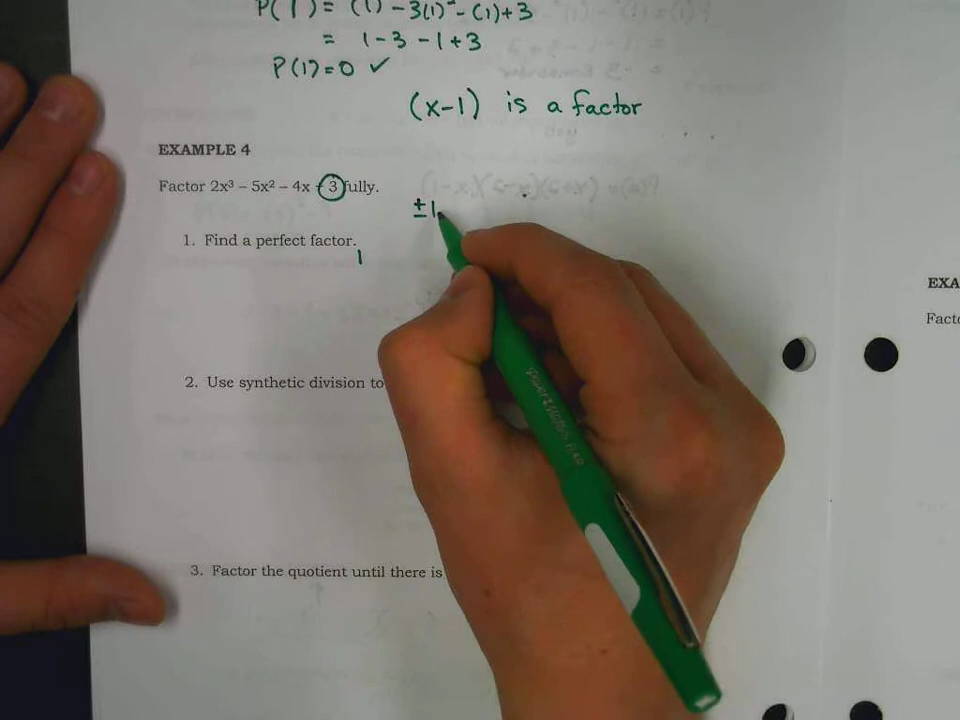 P(1) = (1) - 3(1)² - (1) + 3
= 1 - 3 - 1 + 3
P(1) = 0 ✓
(x-1) is a factor
EXAMPLE 4
Factor 2x³ – 5x² – 4x + 3 fully.
± 1,
1. Find a perfect factor.
1
EXA
Facto
2. Use synthetic division to
3. Factor the quotient until there is